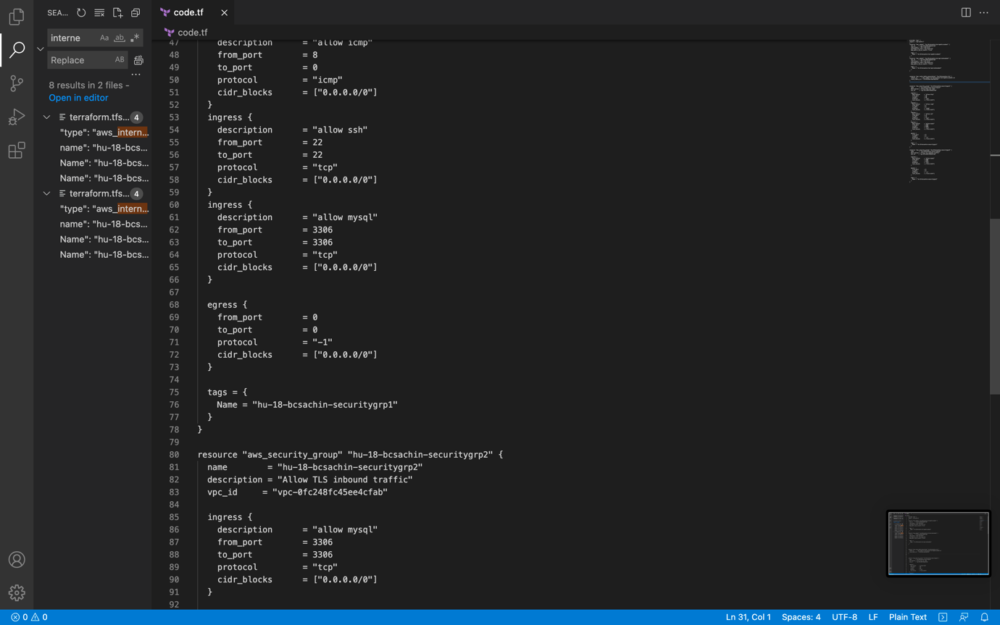 SEA...
interne
Aa
ab
.*
Replace
AB
...
8 results in 2 files -
Open in editor
terraform.tfs... 4
"type": "aws_intern...
name": "hu-18-bcs...
Name": "hu-18-bcs...
Name": "hu-18-bcs...
terraform.tfs... 4
"type": "aws_intern...
name": "hu-18-bcs...
Name": "hu-18-bcs...
Name": "hu-18-bcs...
code.tf
code.tf
47 description = "allow icmp"
48 from_port = 8
49 to_port = 0
50 protocol = "icmp"
51 cidr_blocks = ["0.0.0.0/0"]
52 }
53 ingress {
54 description = "allow ssh"
55 from_port = 22
56 to_port = 22
57 protocol = "tcp"
58 cidr_blocks = ["0.0.0.0/0"]
59 }
60 ingress {
61 description = "allow mysql"
62 from_port = 3306
63 to_port = 3306
64 protocol = "tcp"
65 cidr_blocks = ["0.0.0.0/0"]
66 }
67
68 egress {
69 from_port = 0
70 to_port = 0
71 protocol = "-1"
72 cidr_blocks = ["0.0.0.0/0"]
73 }
74
75 tags = {
76 Name = "hu-18-bcsachin-securitygrp1"
77 }
78 }
79
80 resource "aws_security_group" "hu-18-bcsachin-securitygrp2" {
81 name = "hu-18-bcsachin-securitygrp2"
82 description = "Allow TLS inbound traffic"
83 vpc_id = "vpc-0fc248fc45ee4cfab"
84
85 ingress {
86 description = "allow mysql"
87 from_port = 3306
88 to_port = 3306
89 protocol = "tcp"
90 cidr_blocks = ["0.0.0.0/0"]
91 }
92
0 0
Ln 31, Col 1 Spaces: 4 UTF-8 LF Plain Text